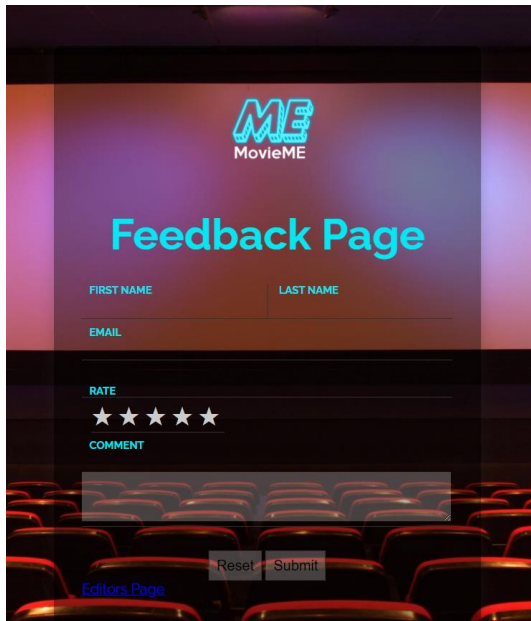 ME
MovieME
Feedback Page
FIRST NAME LAST NAME
EMAIL
RATE
COMMENT
Reset Submit
Editors Page